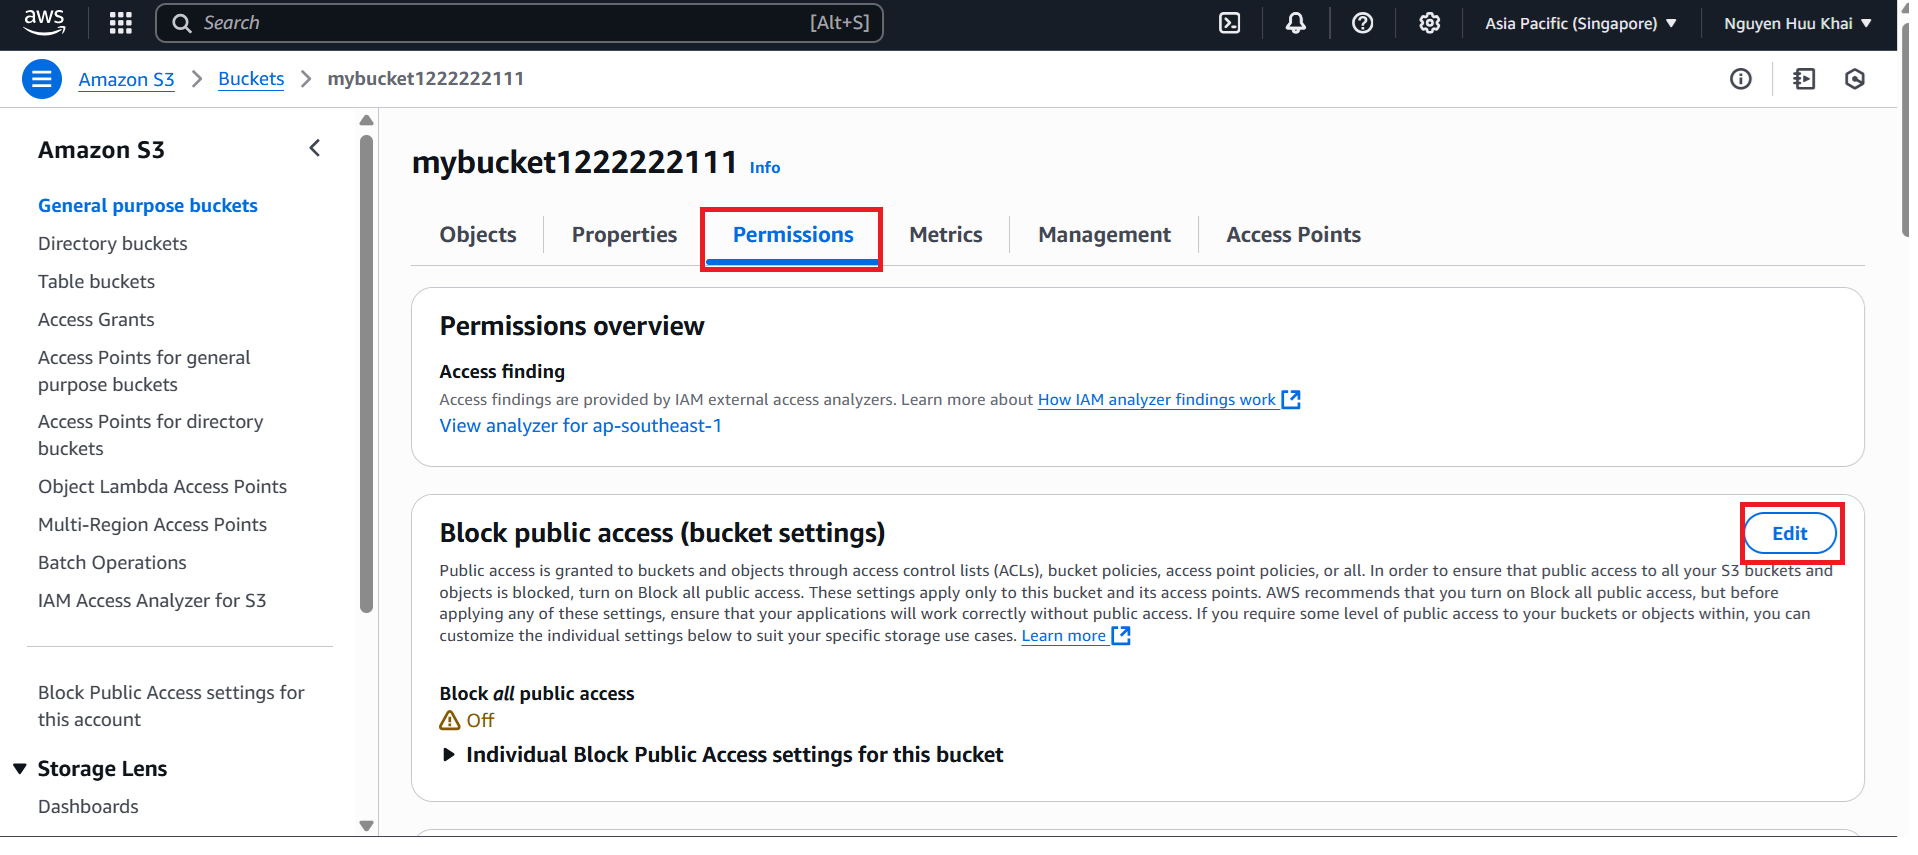 aws
Search [Alt+S]
Asia Pacific (Singapore)
Nguyen Huu Khai
Amazon S3
Buckets
mybucket1222222111
Amazon S3
General purpose buckets
Directory buckets
Table buckets
Access Grants
Access Points for general
purpose buckets
Access Points for directory
buckets
Object Lambda Access Points
Multi-Region Access Points
Batch Operations
IAM Access Analyzer for S3
Block Public Access settings for
this account
Storage Lens
Dashboards
mybucket1222222111 Info
Objects
Properties
Permissions
Metrics
Management
Access Points
Permissions overview
Access finding
Access findings are provided by IAM external access analyzers. Learn more about How IAM analyzer findings work
View analyzer for ap-southeast-1
Block public access (bucket settings)
Edit
Public access is granted to buckets and objects through access control lists (ACLs), bucket policies, access point policies, or all. In order to ensure that public access to all your S3 buckets and
objects is blocked, turn on Block all public access. These settings apply only to this bucket and its access points. AWS recommends that you turn on Block all public access, but before
applying any of these settings, ensure that your applications will work correctly without public access. If you require some level of public access to your buckets or objects within, you can
customize the individual settings below to suit your specific storage use cases. Learn more
Block all public access
Off
Individual Block Public Access settings for this bucket